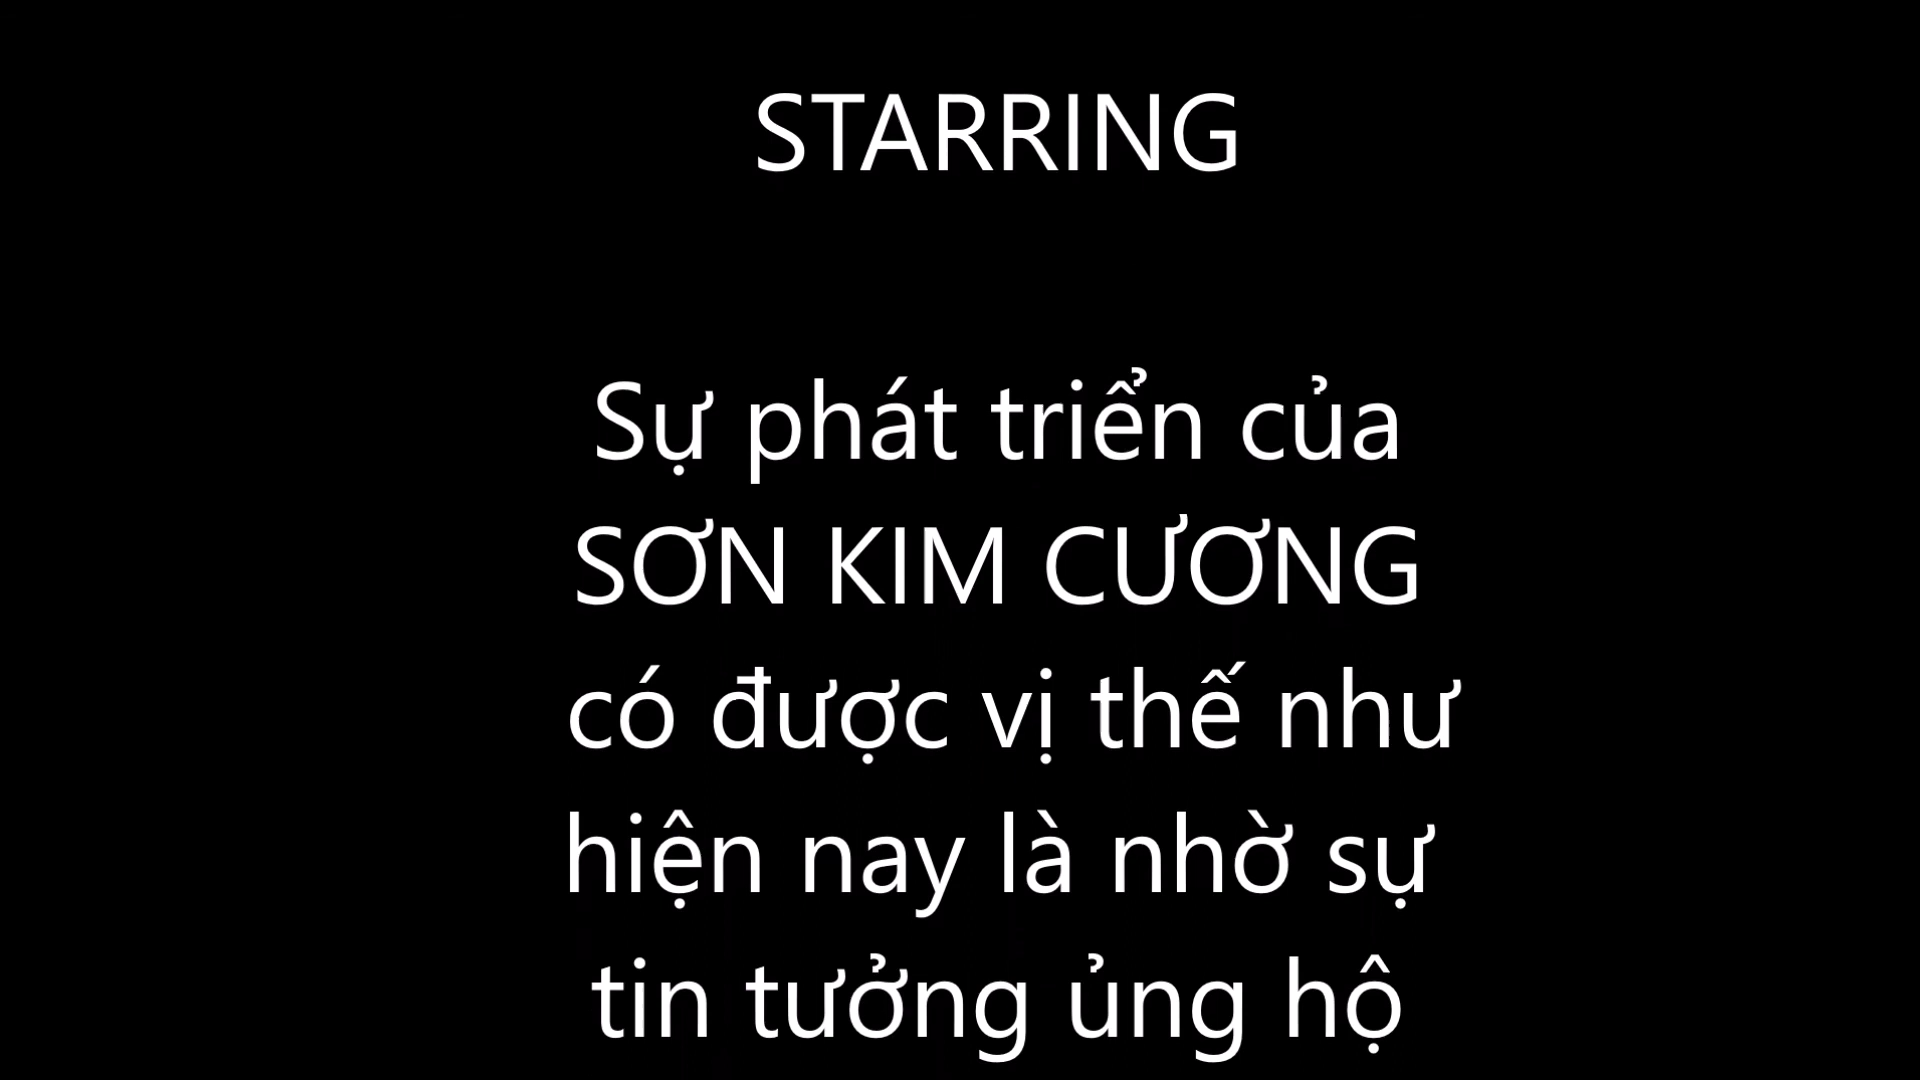 STARRING
Sự phát triển của
SƠN KIM CƯƠNG
có được vị thế như
hiện nay là nhờ sự
tin tưởng ủng hộ